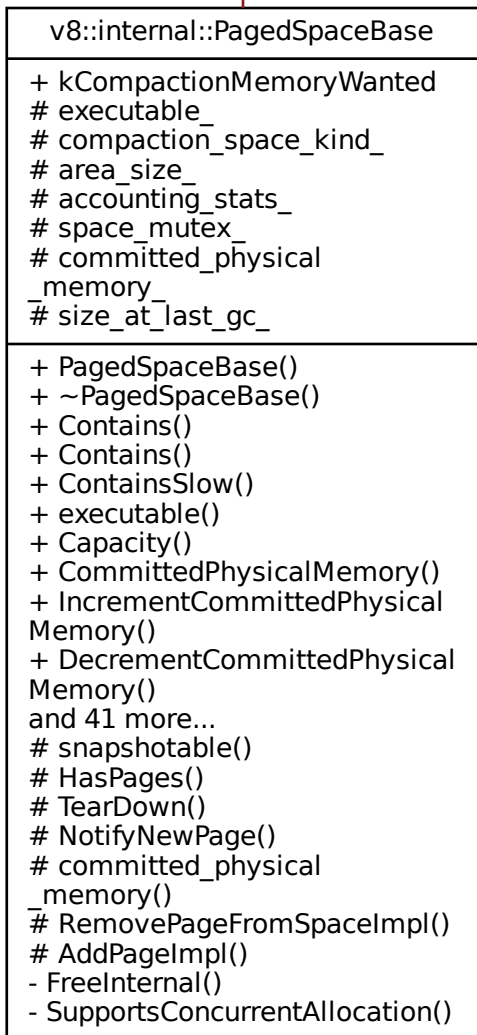 v8::internal::PagedSpaceBase
+ kCompactionMemoryWanted
# executable_
# compaction_space_kind_
# area_size_
# accounting_stats_
# space_mutex_
# committed_physical
_memory_
# size_at_last_gc_
+ PagedSpaceBase()
+ ~PagedSpaceBase()
+ Contains()
+ Contains()
+ ContainsSlow()
+ executable()
+ Capacity()
+ CommittedPhysicalMemory()
+ IncrementCommittedPhysical
Memory()
+ DecrementCommittedPhysical
Memory()
and 41 more...
# snapshotable()
# HasPages()
# TearDown()
# NotifyNewPage()
# committed_physical
_memory()
# RemovePageFromSpaceImpl()
# AddPageImpl()
- FreeInternal()
- SupportsConcurrentAllocation()